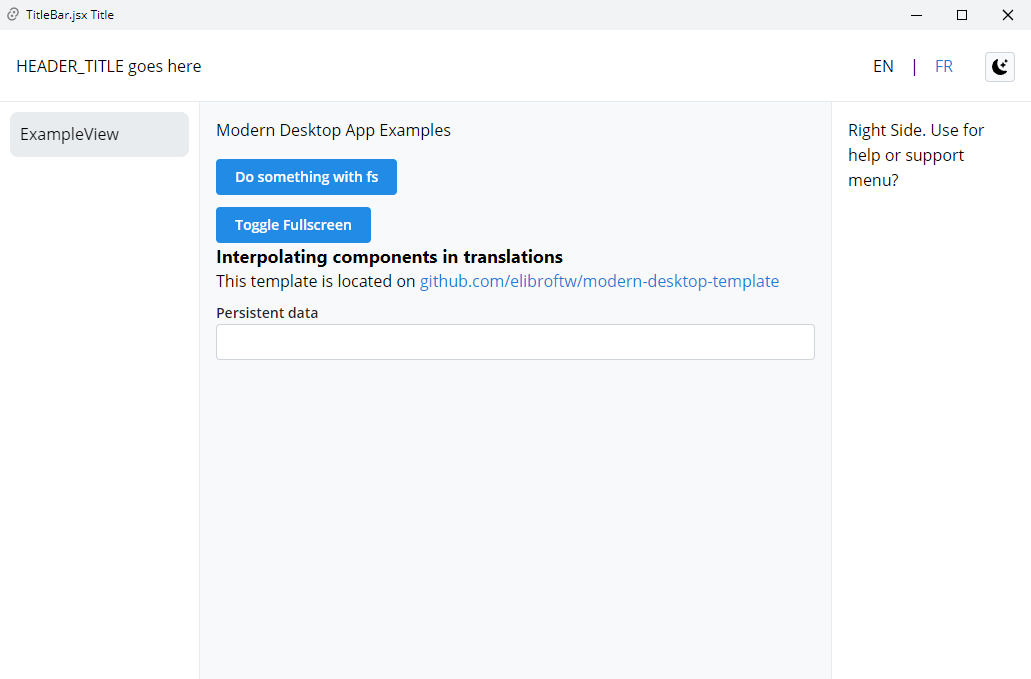 TitleBar.jsx Title
HEADER_TITLE goes here
EN | FR
ExampleView
Modern Desktop App Examples
Do something with fs
Toggle Fullscreen
Interpolating components in translations
This template is located on github.com/elibroftw/modern-desktop-template
Persistent data
Right Side. Use for
help or support
menu?